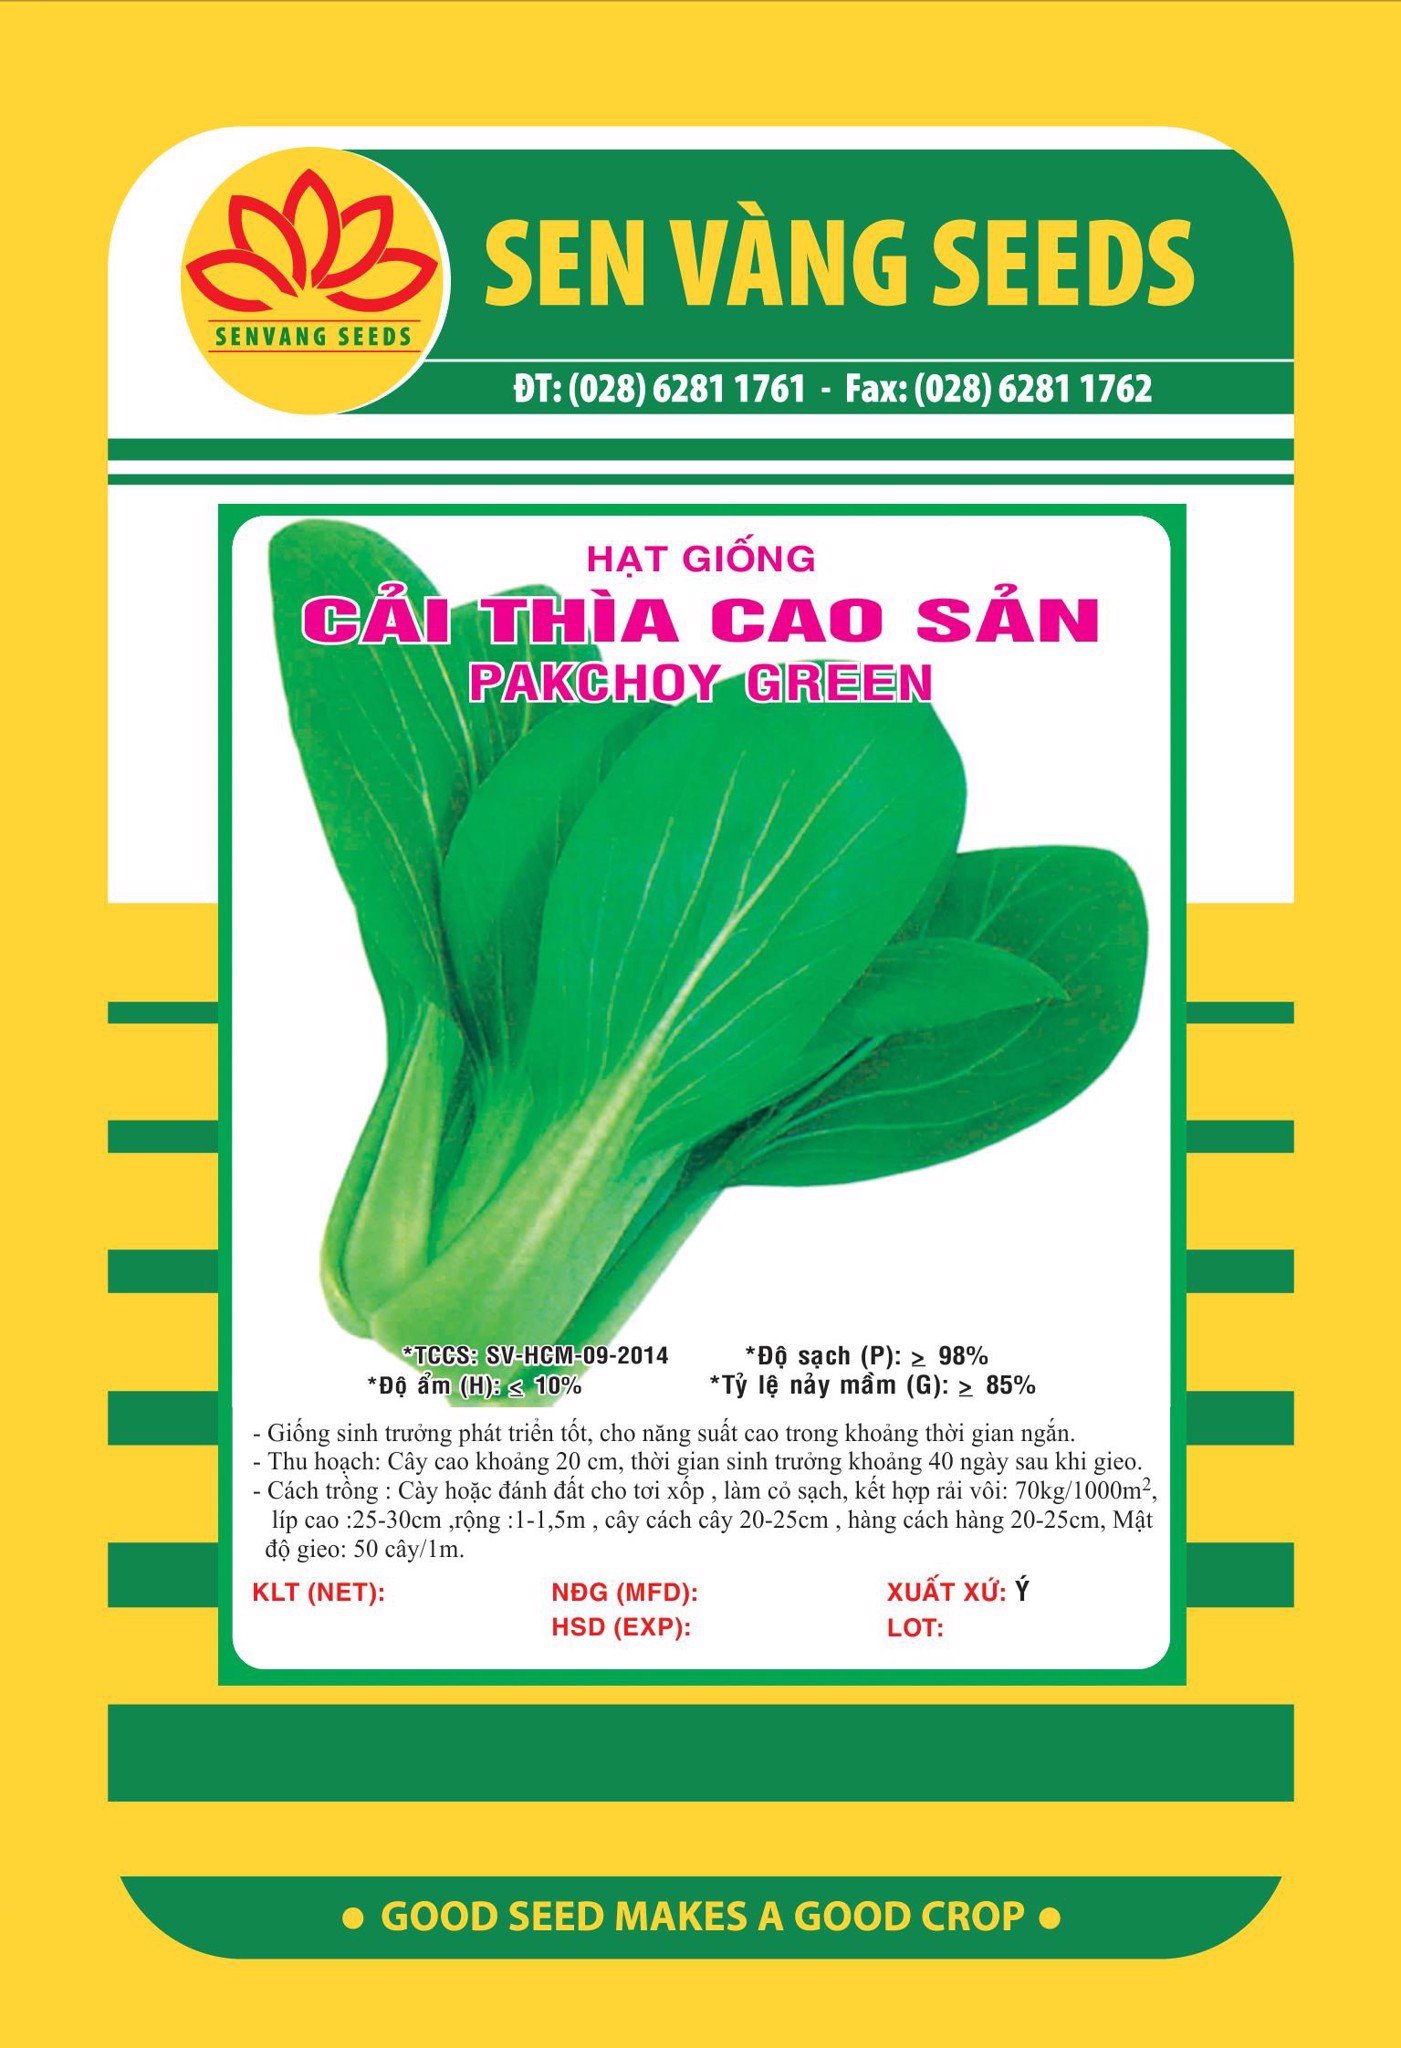 SENVANG SEEDS
SEN VÀNG SEEDS
ĐT: (028) 6281 1761 - Fax: (028) 6281 1762
HẠT GIỐNG
CẢI THÌA CAO SẢN
PAKCHOY GREEN
*TCCS: SV-HCM-09-2014 *Độ sạch (P): ≥ 98%
*Độ ẩm (H): ≤ 10% *Tỷ lệ nảy mầm (G): ≥ 85%
- Giống sinh trưởng phát triển tốt, cho năng suất cao trong khoảng thời gian ngắn.
- Thu hoạch: Cây cao khoảng 20 cm, thời gian sinh trưởng khoảng 40 ngày sau khi gieo.
- Cách trồng : Cày hoặc đánh đất cho tơi xốp , làm cỏ sạch, kết hợp rải vôi: 70kg/1000m²,
líp cao :25-30cm ,rộng :1-1,5m , cây cách cây 20-25cm , hàng cách hàng 20-25cm, Mật
độ gieo: 50 cây/1m.
KLT (NET): NĐG (MFD): XUẤT XỨ: Ý
HSD (EXP): LOT:
• GOOD SEED MAKES A GOOD CROP •